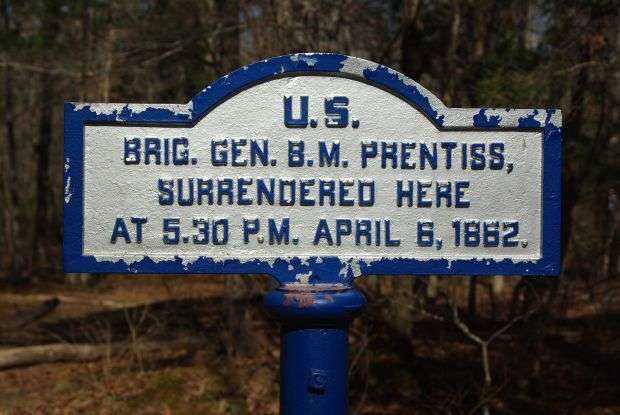 U.S.
BRIG. GEN. B.M. PRENTISS,
SURRENDERED HERE
AT 5.30 P.M. APRIL 6, 1862.